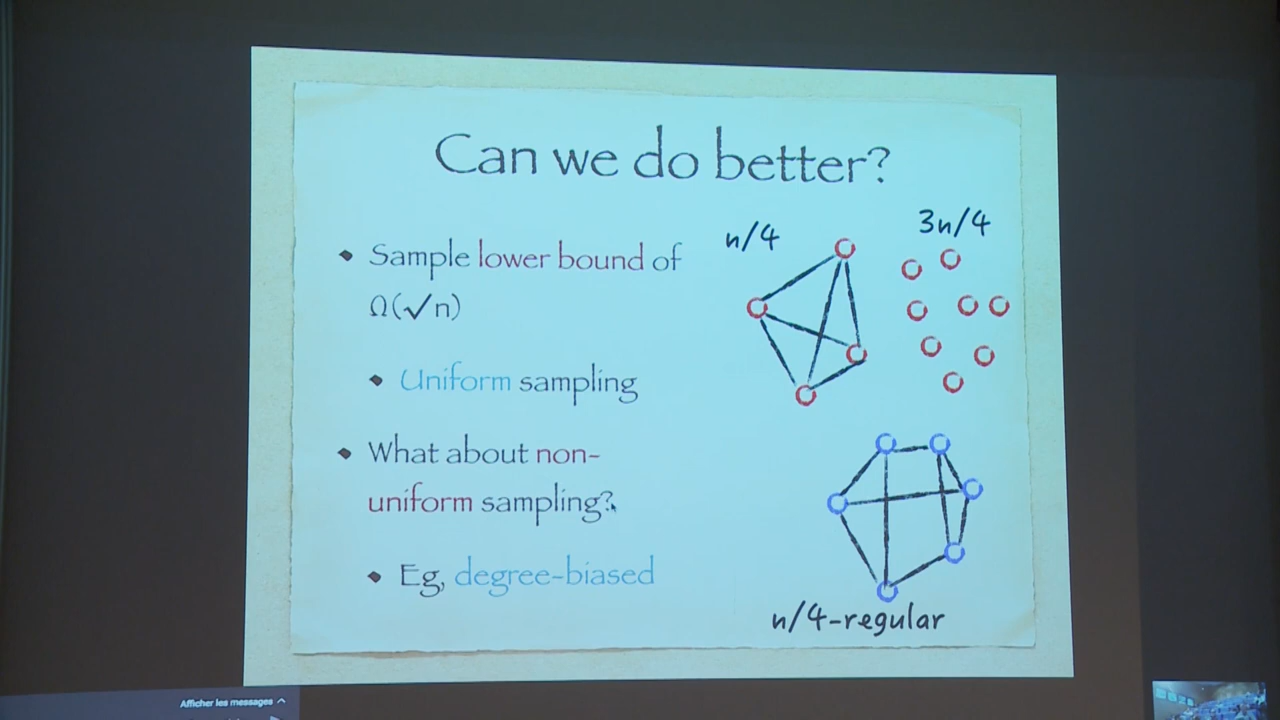 Can we do better?
Sample lower bound of
Ω(√n)
Uniform sampling
What about non-
uniform sampling?
Eg, degree-biased
n/4
3n/4
n/4-regular
Afficher les messages